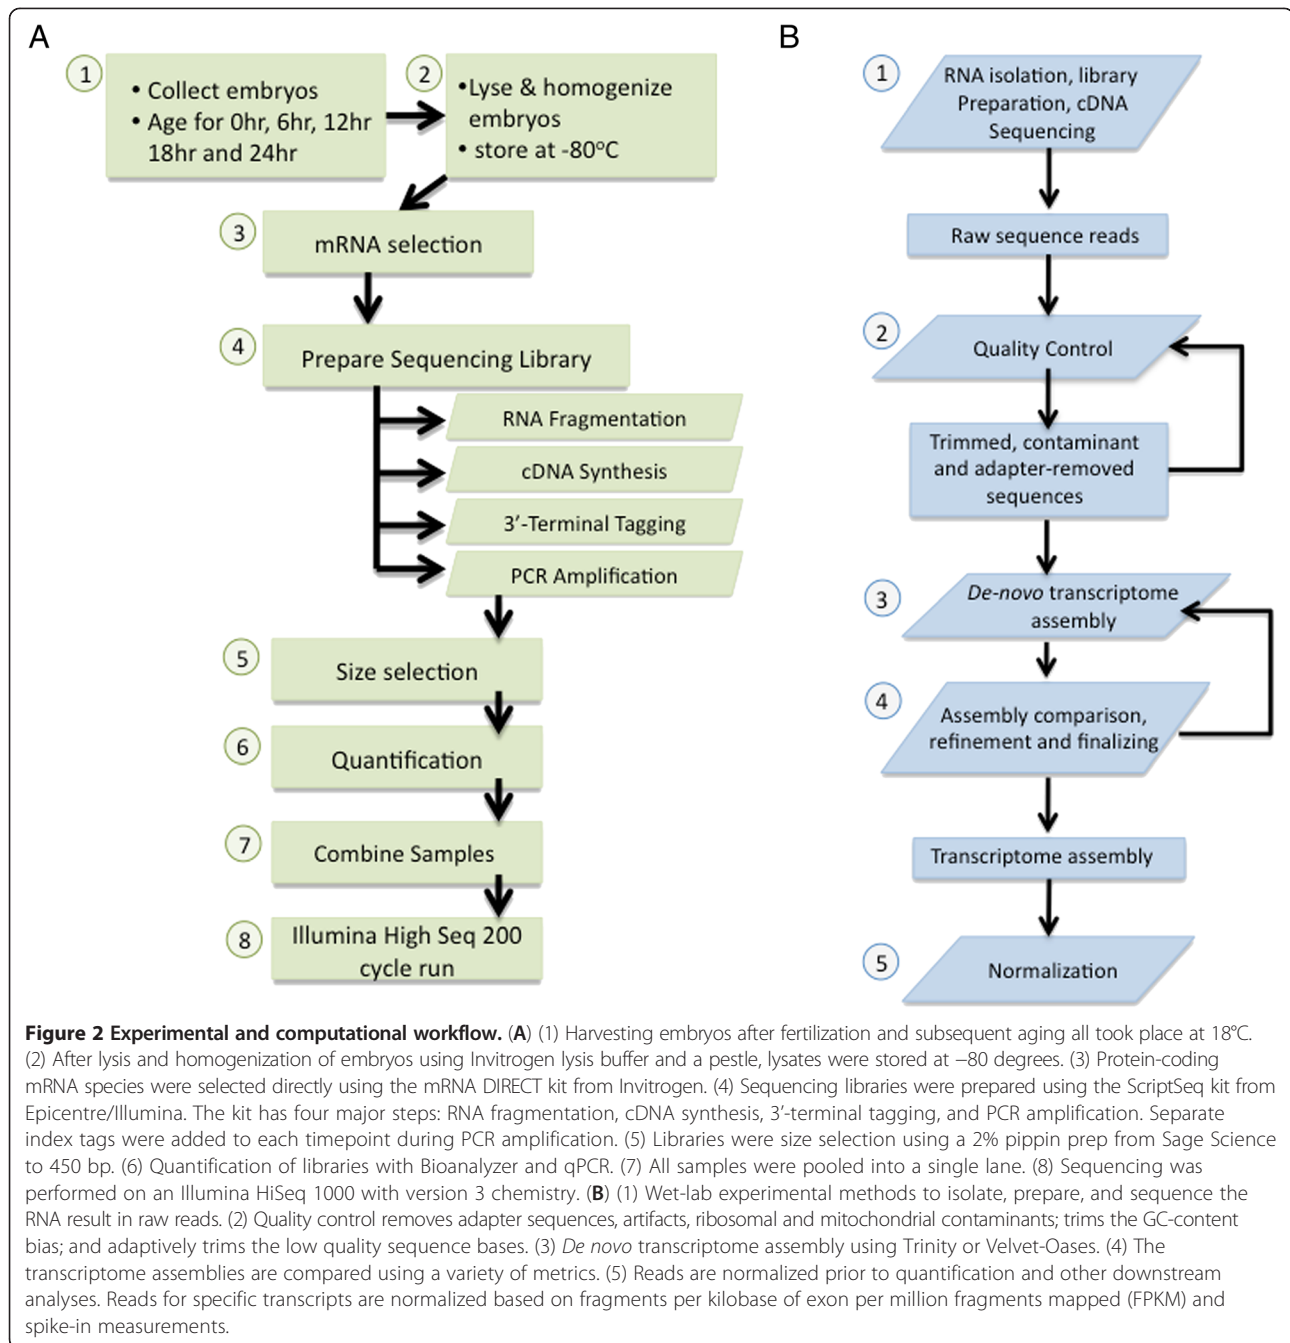 A
1
• Collect embryos
• Age for 0hr, 6hr, 12hr
18hr and 24hr
2
•Lyse & homogenize
embryos
• store at -80°C
3
mRNA selection
4
Prepare Sequencing Library
RNA Fragmentation
cDNA Synthesis
3’-Terminal Tagging
PCR Amplification
5
Size selection
6
Quantification
7
Combine Samples
8
Illumina High Seq 200
cycle run
B
1
RNA isolation, library
Preparation, cDNA
Sequencing
Raw sequence reads
2
Quality Control
Trimmed, contaminant
and adapter-removed
sequences
3
De-novo transcriptome
assembly
4
Assembly comparison,
refinement and finalizing
Transcriptome assembly
5
Normalization
Figure 2 Experimental and computational workflow. (A) (1) Harvesting embryos after fertilization and subsequent aging all took place at 18°C.
(2) After lysis and homogenization of embryos using Invitrogen lysis buffer and a pestle, lysates were stored at −80 degrees. (3) Protein-coding
mRNA species were selected directly using the mRNA DIRECT kit from Invitrogen. (4) Sequencing libraries were prepared using the ScriptSeq kit from
Epicentre/Illumina. The kit has four major steps: RNA fragmentation, cDNA synthesis, 3’-terminal tagging, and PCR amplification. Separate
index tags were added to each timepoint during PCR amplification. (5) Libraries were size selection using a 2% pippin prep from Sage Science
to 450 bp. (6) Quantification of libraries with Bioanalyzer and qPCR. (7) All samples were pooled into a single lane. (8) Sequencing was
performed on an Illumina HiSeq 1000 with version 3 chemistry. (B) (1) Wet-lab experimental methods to isolate, prepare, and sequence the
RNA result in raw reads. (2) Quality control removes adapter sequences, artifacts, ribosomal and mitochondrial contaminants; trims the GC-content
bias; and adaptively trims the low quality sequence bases. (3) De novo transcriptome assembly using Trinity or Velvet-Oases. (4) The
transcriptome assemblies are compared using a variety of metrics. (5) Reads are normalized prior to quantification and other downstream
analyses. Reads for specific transcripts are normalized based on fragments per kilobase of exon per million fragments mapped (FPKM) and
spike-in measurements.